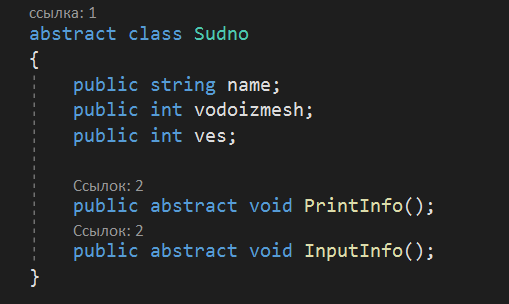 ссылка: 1
abstract class Sudno
{
public string name;
public int vodoizmesh;
public int ves;
Ссылок: 2
public abstract void PrintInfo();
Ссылок: 2
public abstract void InputInfo();
}